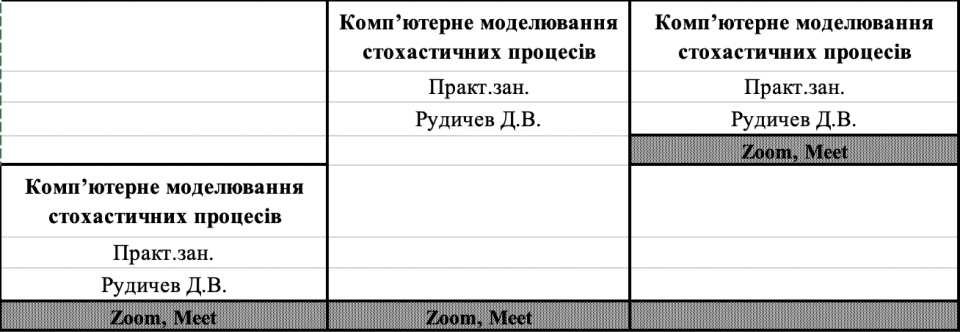 Комп’ютерне моделювання
стохастичних процесів
Практ.зан.
Рудичев Д.В.
Zoom, Meet
Комп’ютерне моделювання
стохастичних процесів
Практ.зан.
Рудичев Д.В.
Zoom, Meet
Комп’ютерне моделювання
стохастичних процесів
Практ.зан.
Рудичев Д.В.
Zoom, Meet